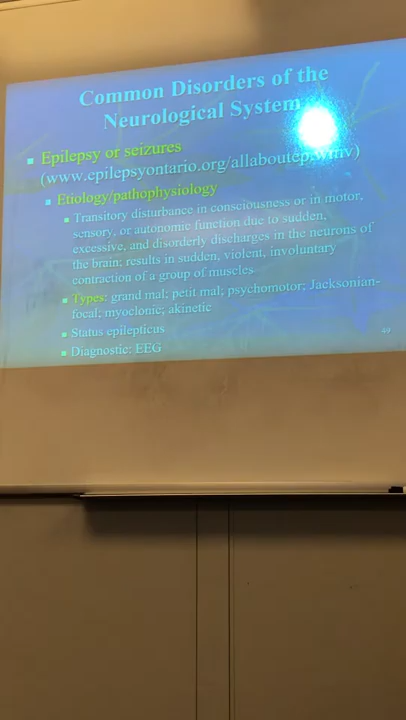 Common Disorders of the
Neurological System
Epilepsy or seizures
(www.epilepsyontario.org/allaboutep.wmv)
Etiology/pathophysiology
Transitory disturbance in consciousness or in motor,
sensory, or autonomic function due to sudden,
excessive, and disorderly discharges in the neurons of
the brain; results in sudden, violent, involuntary
contraction of a group of muscles
Types: grand mal; petit mal; psychomotor; Jacksonian-
focal; myoclonic; akinetic
Status epilepticus
Diagnostic: EEG
49